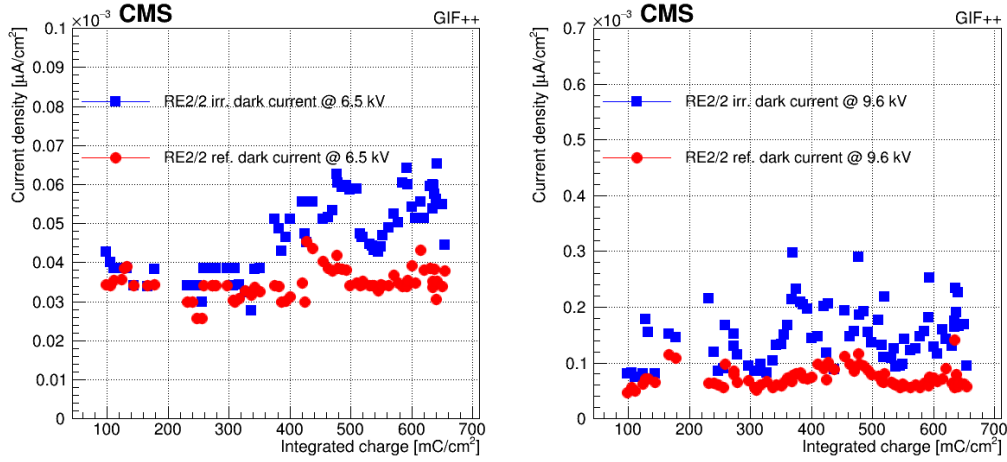 ×10⁻³ CMS GIF++
Current density [μA/cm²]
0.1
0.09
0.08
0.07
0.06
0.05
0.04
0.03
0.02
0.01
0
RE2/2 irr. dark current @ 6.5 kV
RE2/2 ref. dark current @ 6.5 kV
100 200 300 400 500 600 700
Integrated charge [mC/cm²]
×10⁻³ CMS GIF++
Current density [μA/cm²]
0.7
0.6
0.5
0.4
0.3
0.2
0.1
0
RE2/2 irr. dark current @ 9.6 kV
RE2/2 ref. dark current @ 9.6 kV
100 200 300 400 500 600 700
Integrated charge [mC/cm²]